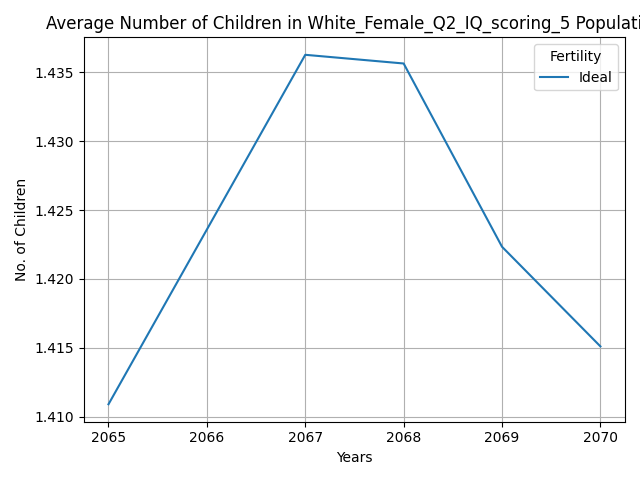 Average Number of Children in White_Female_Q2_IQ_scoring_5 Populati
Fertility
Ideal
1.435
1.430
1.425
1.420
1.415
1.410
No. of Children
2065 2066 2067 2068 2069 2070
Years